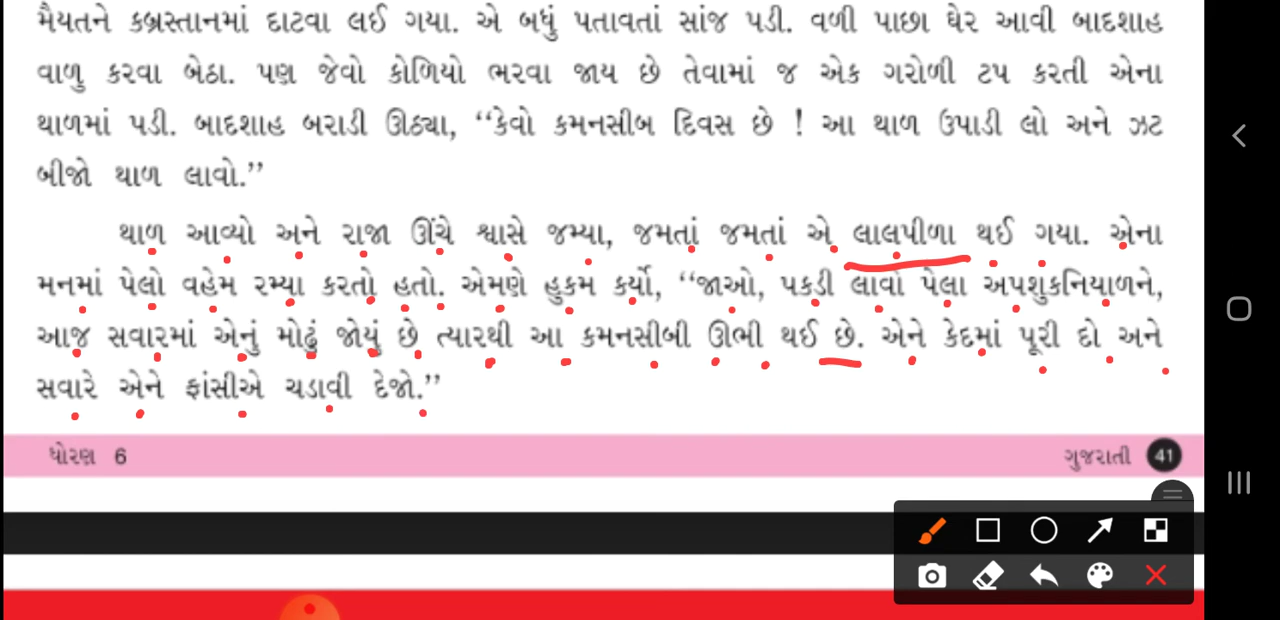 મૈયતને કબ્રસ્તાનમાં દાટવા લઈ ગયા. એ બધું પતાવતાં સાંજ પડી. વળી પાછા ઘેર આવી બાદશાહ
વાળુ કરવા બેઠા. પણ જેવો કોળિયો ભરવા જાય છે તેવામાં જ એક ગરોળી ટપ કરતી એના
થાળમાં પડી. બાદશાહ બરાડી ઊઠ્યા, ‘‘કેવો કમનસીબ દિવસ છે ! આ થાળ ઉપાડી લો અને ઝટ
બીજો થાળ લાવો.’’
થાળ આવ્યો અને રાજા ઊંચે શ્વાસે જમ્યા, જમતાં જમતાં એ લાલપીળા થઈ ગયા. એના
મનમાં પેલો વહેમ રમ્યા કરતો હતો. એમણે હુકમ કર્યો, ‘‘જાઓ, પકડી લાવો પેલા અપશુકનિયાળને,
આજ સવારમાં એનું મોઢું જોયું છે ત્યારથી આ કમનસીબી ઊભી થઈ છે. એને કેદમાં પૂરી દો અને
સવારે એને ફાંસીએ ચડાવી દેજો.’’
ધોરણ 6
ગુજરાતી 41